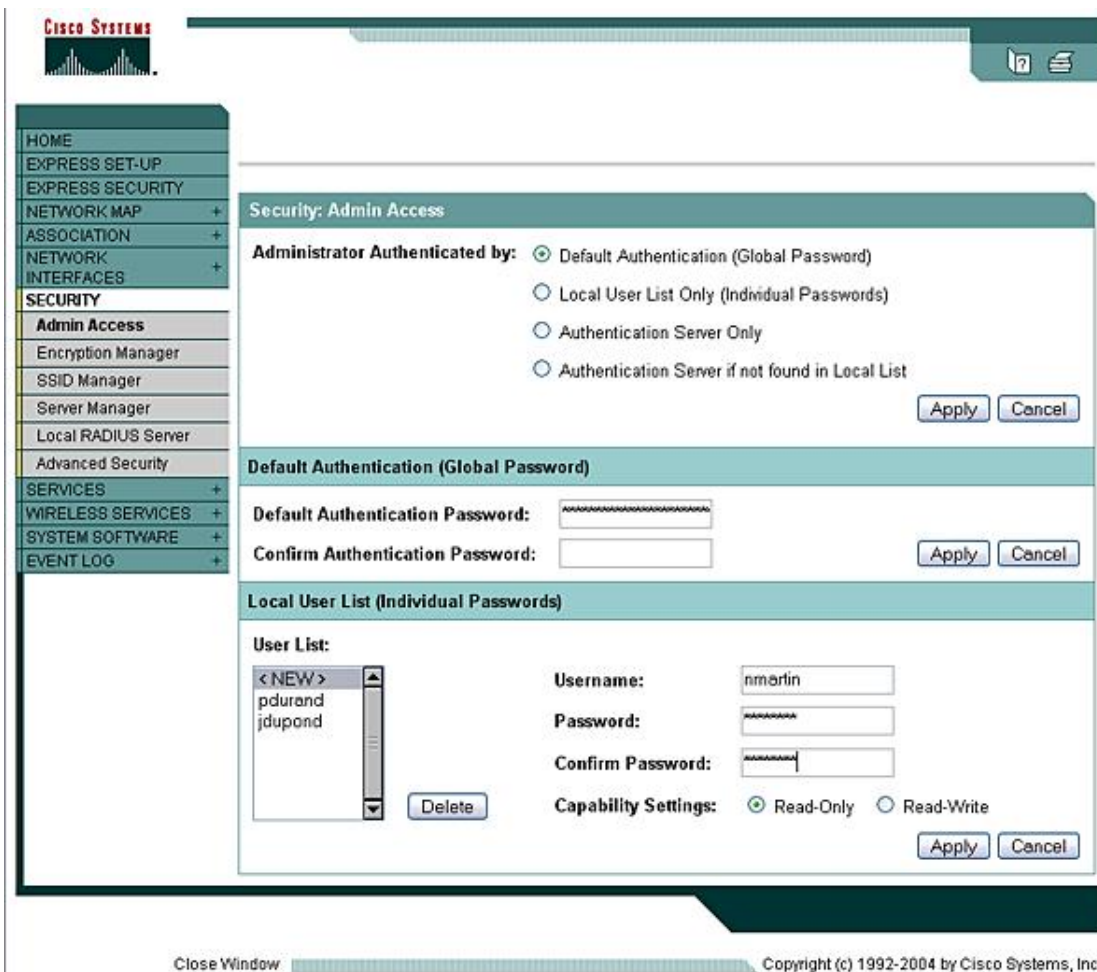 CISCO SYSTEMS
HOME
EXPRESS SET-UP
EXPRESS SECURITY
NETWORK MAP +
ASSOCIATION +
NETWORK INTERFACES +
SECURITY
Admin Access
Encryption Manager
SSID Manager
Server Manager
Local RADIUS Server
Advanced Security
SERVICES +
WIRELESS SERVICES +
SYSTEM SOFTWARE +
EVENT LOG +
Security: Admin Access
Administrator Authenticated by:
Default Authentication (Global Password)
Local User List Only (Individual Passwords)
Authentication Server Only
Authentication Server if not found in Local List
Apply Cancel
Default Authentication (Global Password)
Default Authentication Password:
Confirm Authentication Password:
Apply Cancel
Local User List (Individual Passwords)
User List:
< NEW >
pdurand
jdupond
Delete
Username: nmartin
Password: ********
Confirm Password: ********
Capability Settings: Read-Only Read-Write
Apply Cancel
Close Window
Copyright (c) 1992-2004 by Cisco Systems, Inc